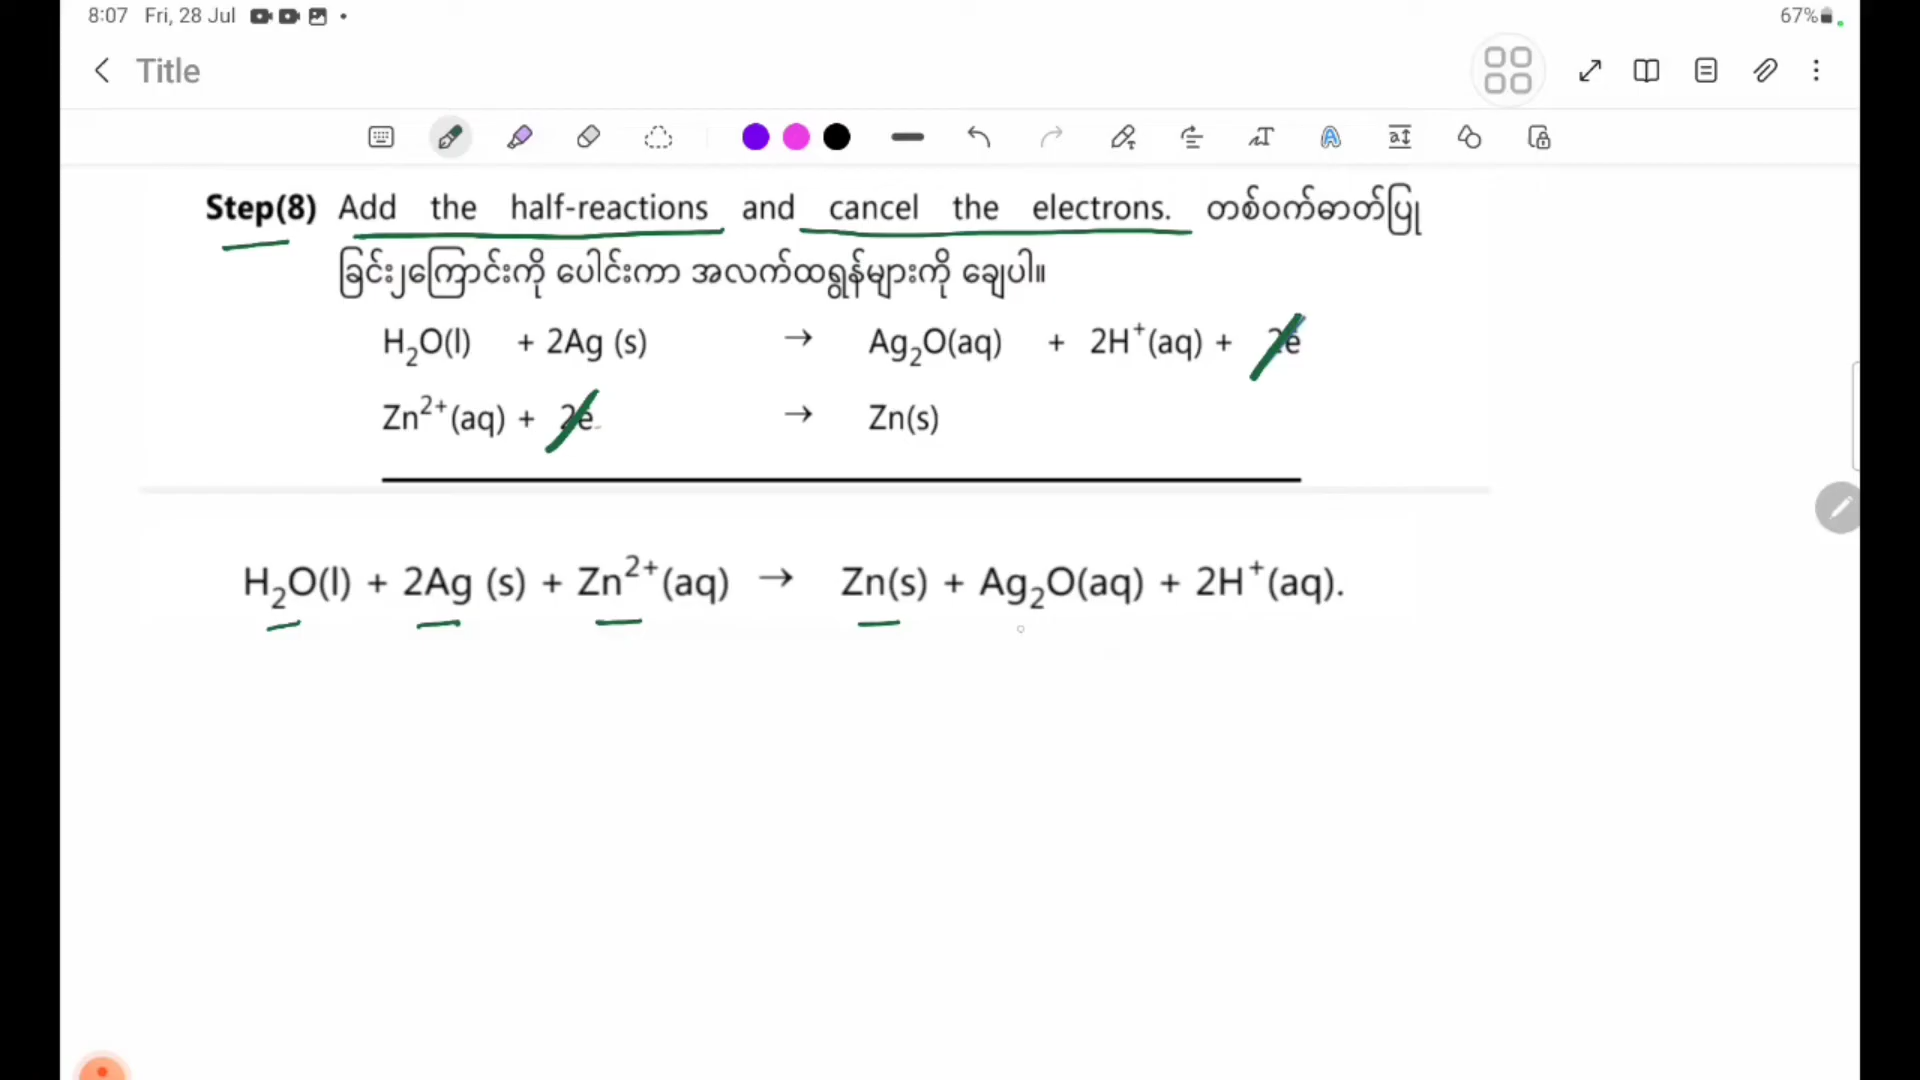 8:07 Fri, 28 Jul 67%
Title
Step(8) Add the half-reactions and cancel the electrons. တစ်ဝက်ဓာတ်ပြု
ခြင်း၂ကြောင်းကို ပေါင်းကာ အလက်ထရွန်များကို ချေပါ။
H₂O(l) + 2Ag (s) → Ag₂O(aq) + 2H⁺(aq) + 2e
Zn²⁺(aq) + 2e → Zn(s)
H₂O(l) + 2Ag (s) + Zn²⁺(aq) → Zn(s) + Ag₂O(aq) + 2H⁺(aq).